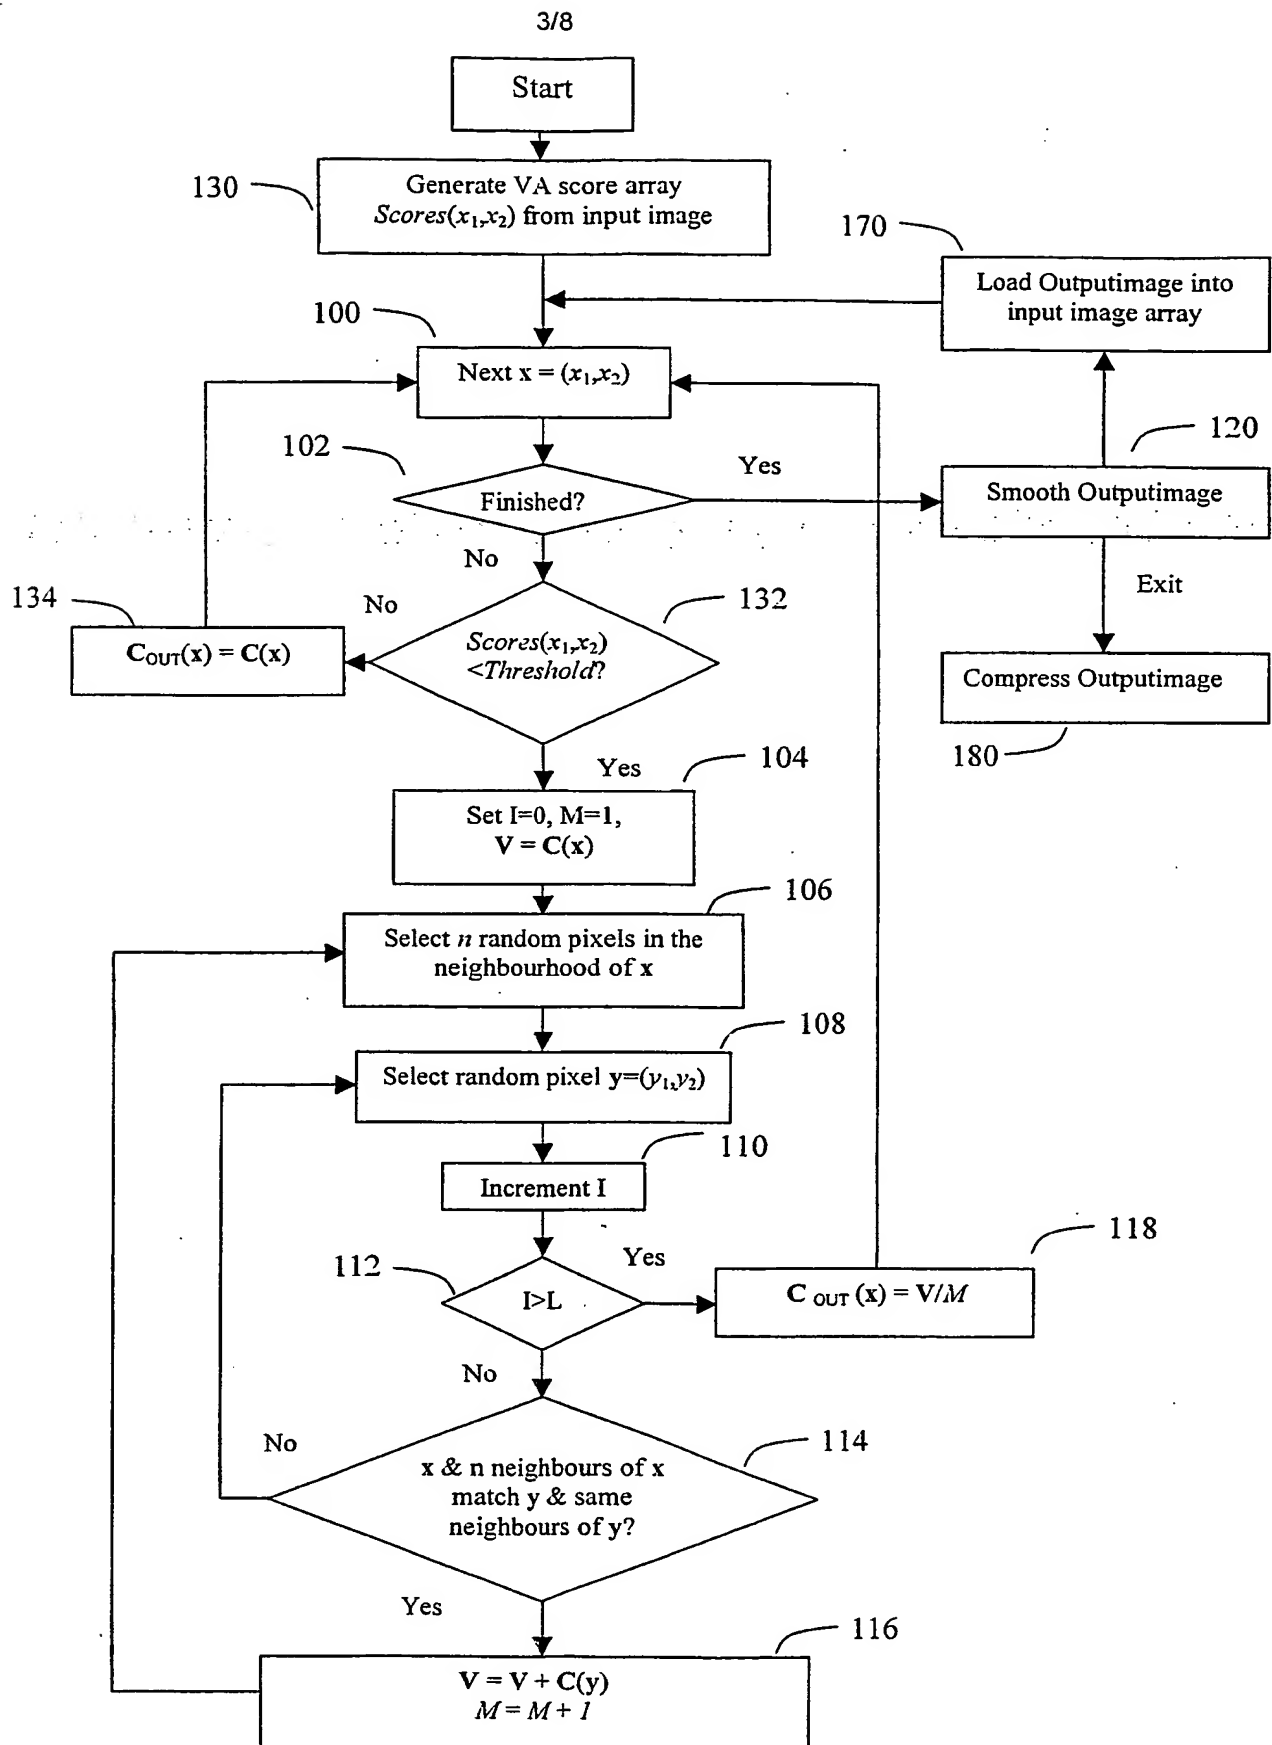 3/8
Start
130
Generate VA score array
Scores(x₁,x₂) from input image
170
Load Outputimage into
input image array
100
Next x = (x₁,x₂)
102
Finished?
Yes
120
Smooth Outputimage
No
Exit
134
C_OUT(x) = C(x)
No
132
Scores(x₁,x₂)
<Threshold?
Compress Outputimage
180
Yes
104
Set I=0, M=1,
V = C(x)
106
Select n random pixels in the
neighbourhood of x
108
Select random pixel y=(y₁,y₂)
110
Increment I
112
I>L
Yes
118
C OUT (x) = V/M
No
No
114
x & n neighbours of x
match y & same
neighbours of y?
Yes
116
V = V + C(y)
M = M + 1